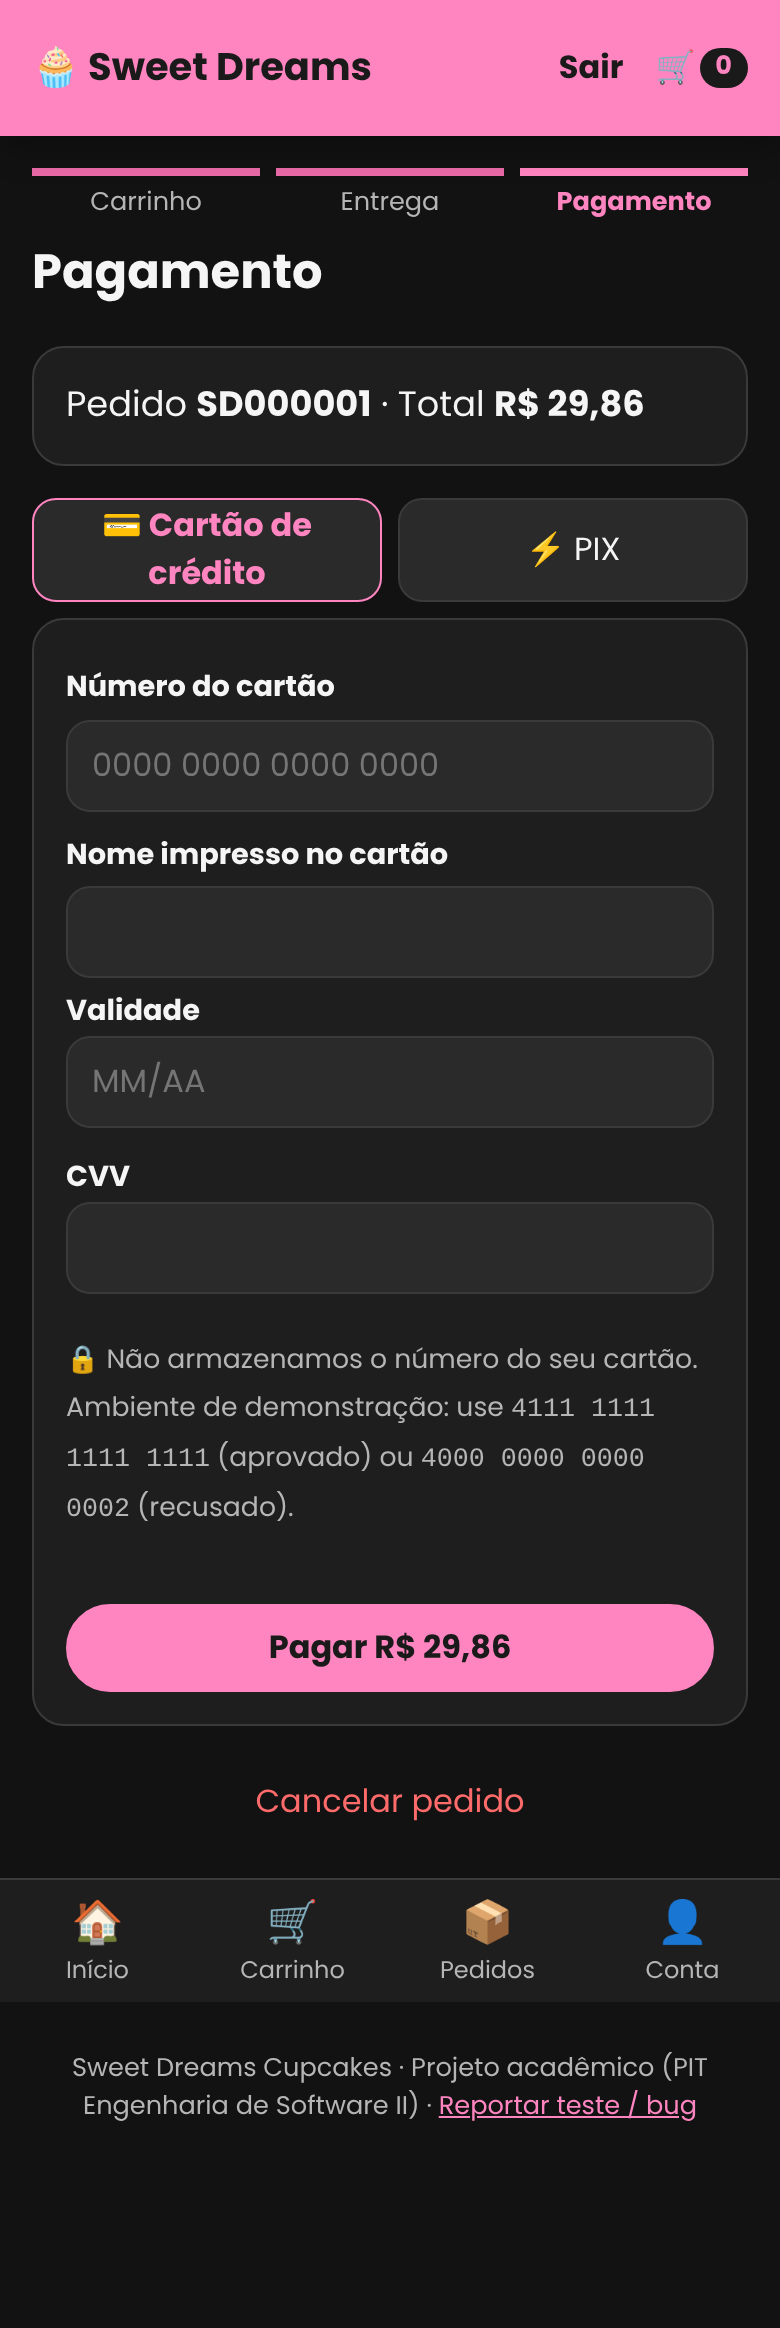 🧁 Sweet Dreams
Sair 🛒 0
Carrinho
Entrega
Pagamento
Pagamento
Pedido SD000001 · Total R$ 29,86
💳 Cartão de
crédito
⚡ PIX
Número do cartão
0000 0000 0000 0000
Nome impresso no cartão
Validade
MM/AA
CVV
🔒 Não armazenamos o número do seu cartão.
Ambiente de demonstração: use 4111 1111
1111 1111 (aprovado) ou 4000 0000 0000
0002 (recusado).
Pagar R$ 29,86
Cancelar pedido
🏠 Início
🛒 Carrinho
📦 Pedidos
👤 Conta
Sweet Dreams Cupcakes · Projeto acadêmico (PIT
Engenharia de Software II) · Reportar teste / bug